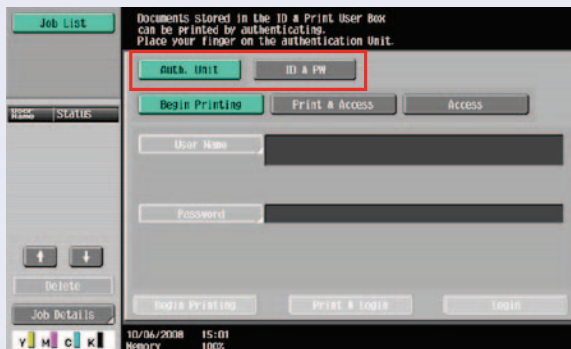 Job List
Documents stored in the ID & Print User Box
can be printed by authenticating.
Place your finger on the authentication Unit.
Auth. Unit
ID & PW
Begin Printing
Print & Access
Access
User Name
Status
User Name
Password
Delete
Job Details
Begin Printing
Print & Login
Login
Y M C K
10/06/2008 15:01
Memory 100%